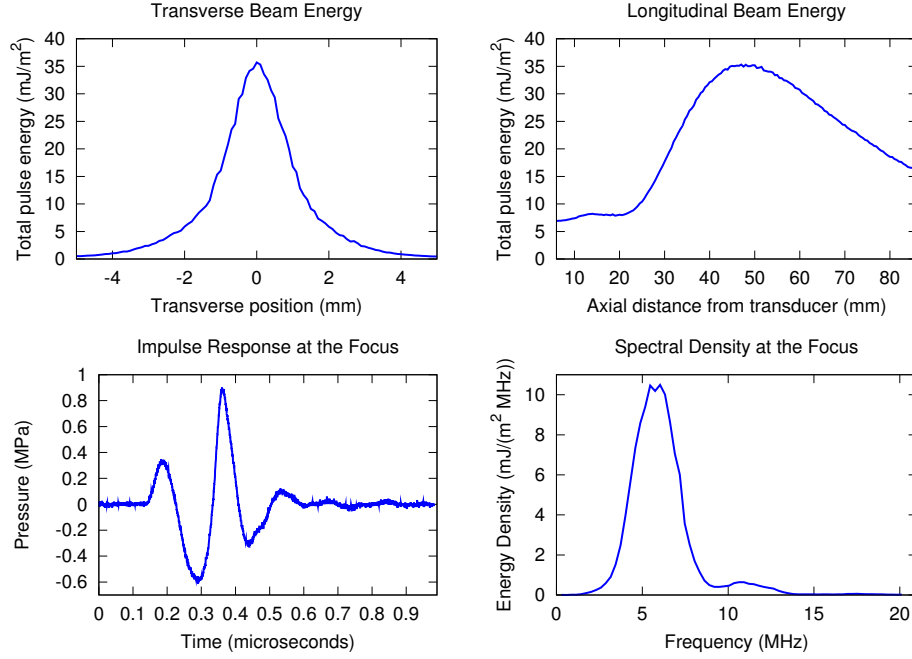 Transverse Beam Energy
Total pulse energy (mJ/m²)
40
35
30
25
20
15
10
5
0
-4 -2 0 2 4
Transverse position (mm)
Longitudinal Beam Energy
Total pulse energy (mJ/m²)
40
35
30
25
20
15
10
5
0
10 20 30 40 50 60 70 80
Axial distance from transducer (mm)
Impulse Response at the Focus
Pressure (MPa)
1
0.8
0.6
0.4
0.2
0
-0.2
-0.4
-0.6
0 0.1 0.2 0.3 0.4 0.5 0.6 0.7 0.8 0.9
Time (microseconds)
Spectral Density at the Focus
Energy Density (mJ/(m² MHz))
10
8
6
4
2
0
0 5 10 15 20
Frequency (MHz)